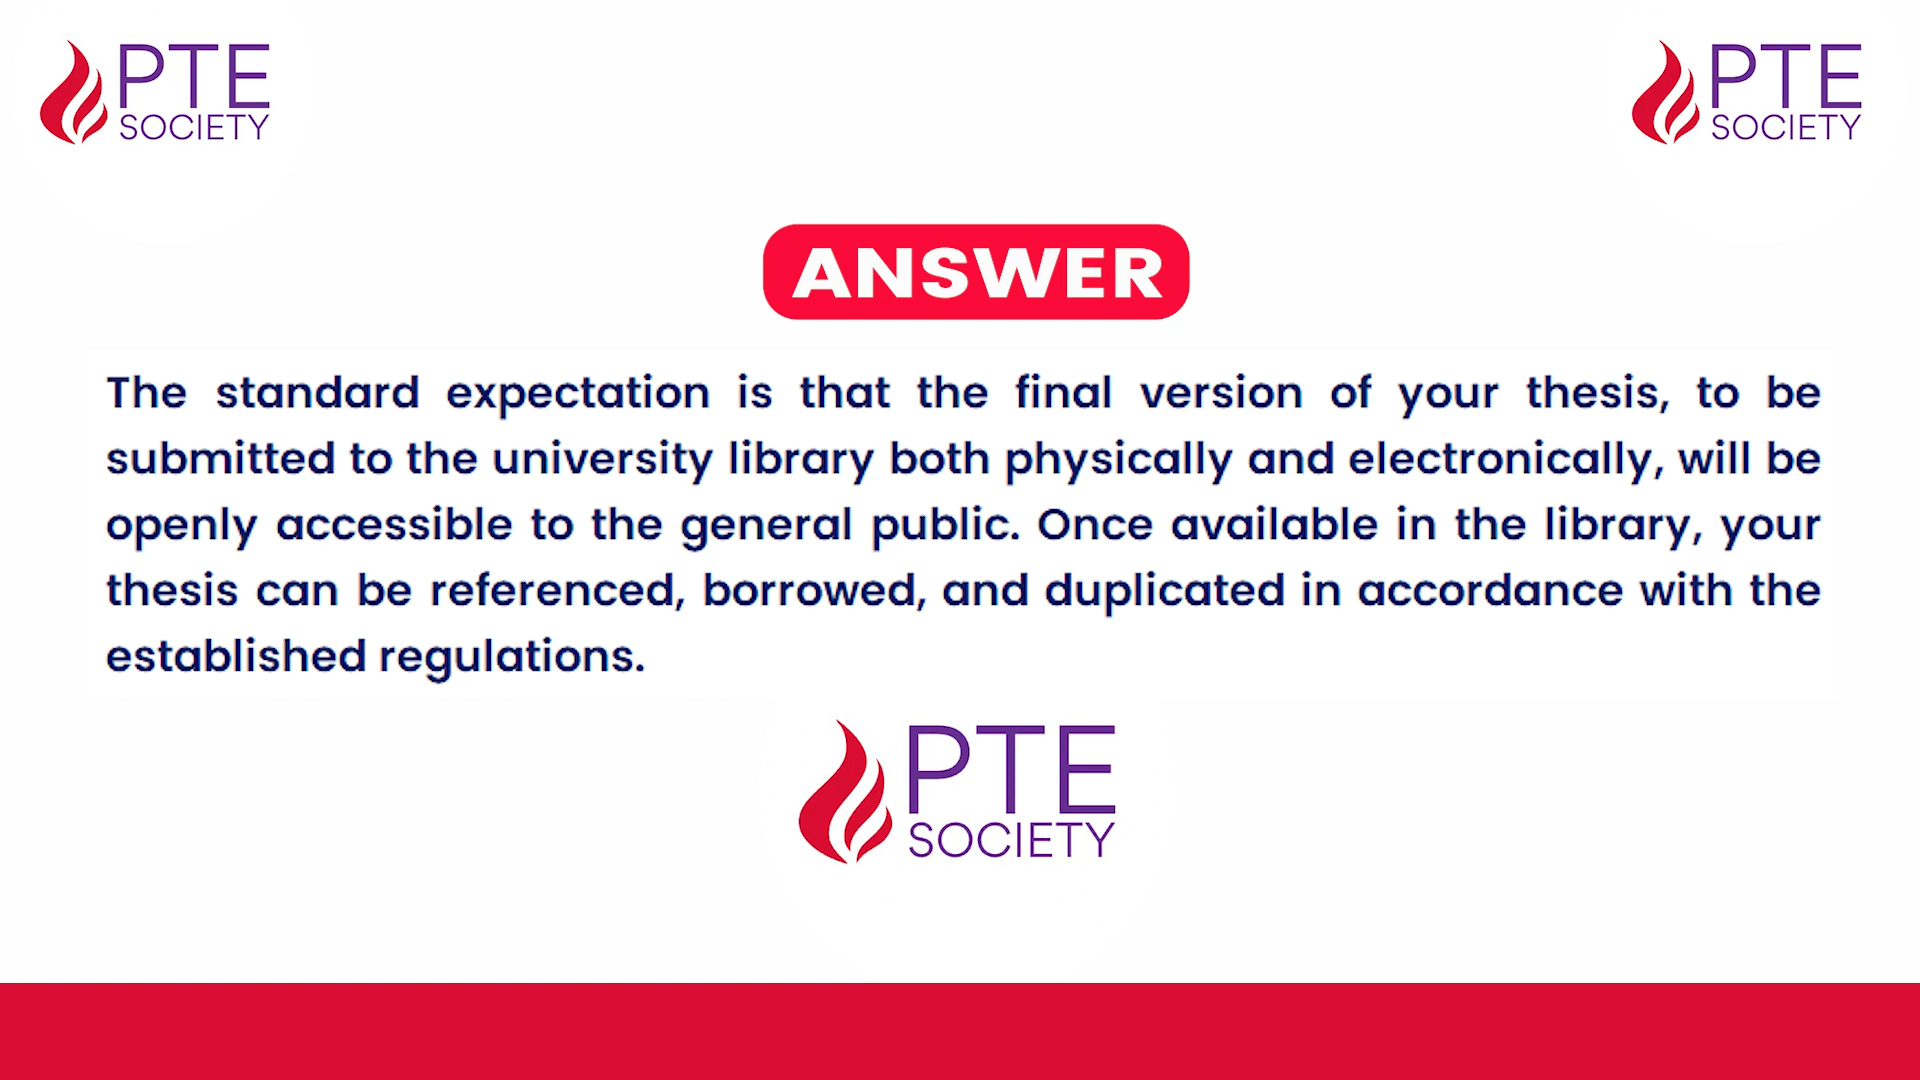 PTE
SOCIETY
PTE
SOCIETY
ANSWER
The standard expectation is that the final version of your thesis, to be
submitted to the university library both physically and electronically, will be
openly accessible to the general public. Once available in the library, your
thesis can be referenced, borrowed, and duplicated in accordance with the
established regulations.
PTE
SOCIETY